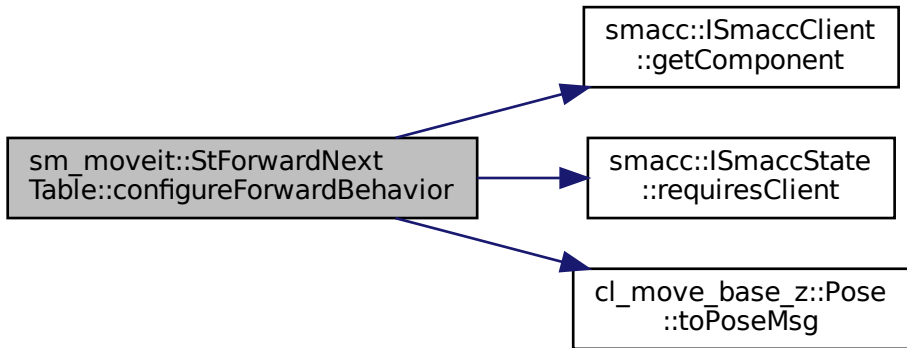 smacc::ISmaccClient
::getComponent
sm_moveit::StForwardNext
Table::configureForwardBehavior
smacc::ISmaccState
::requiresClient
cl_move_base_z::Pose
::toPoseMsg